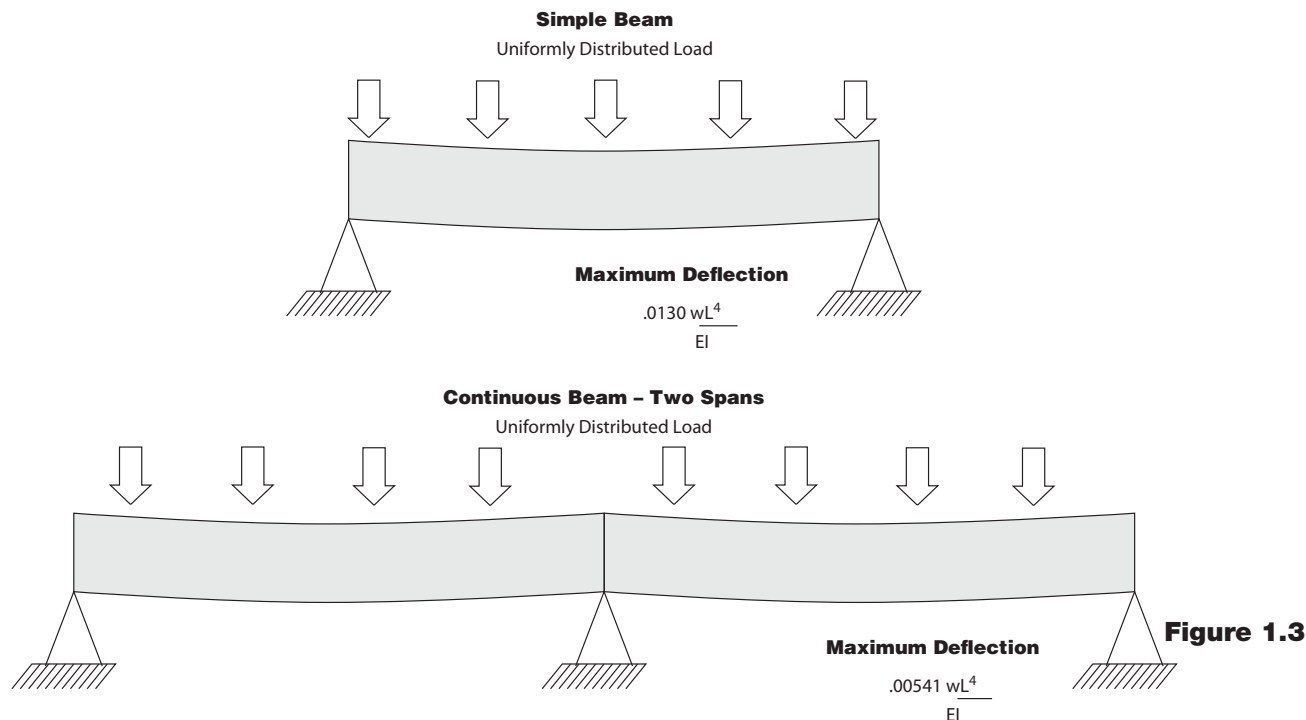 Simple Beam
Uniformly Distributed Load
Maximum Deflection
.0130 wL⁴
EI
Continuous Beam – Two Spans
Uniformly Distributed Load
Figure 1.3
Maximum Deflection
.00541 wL⁴
EI